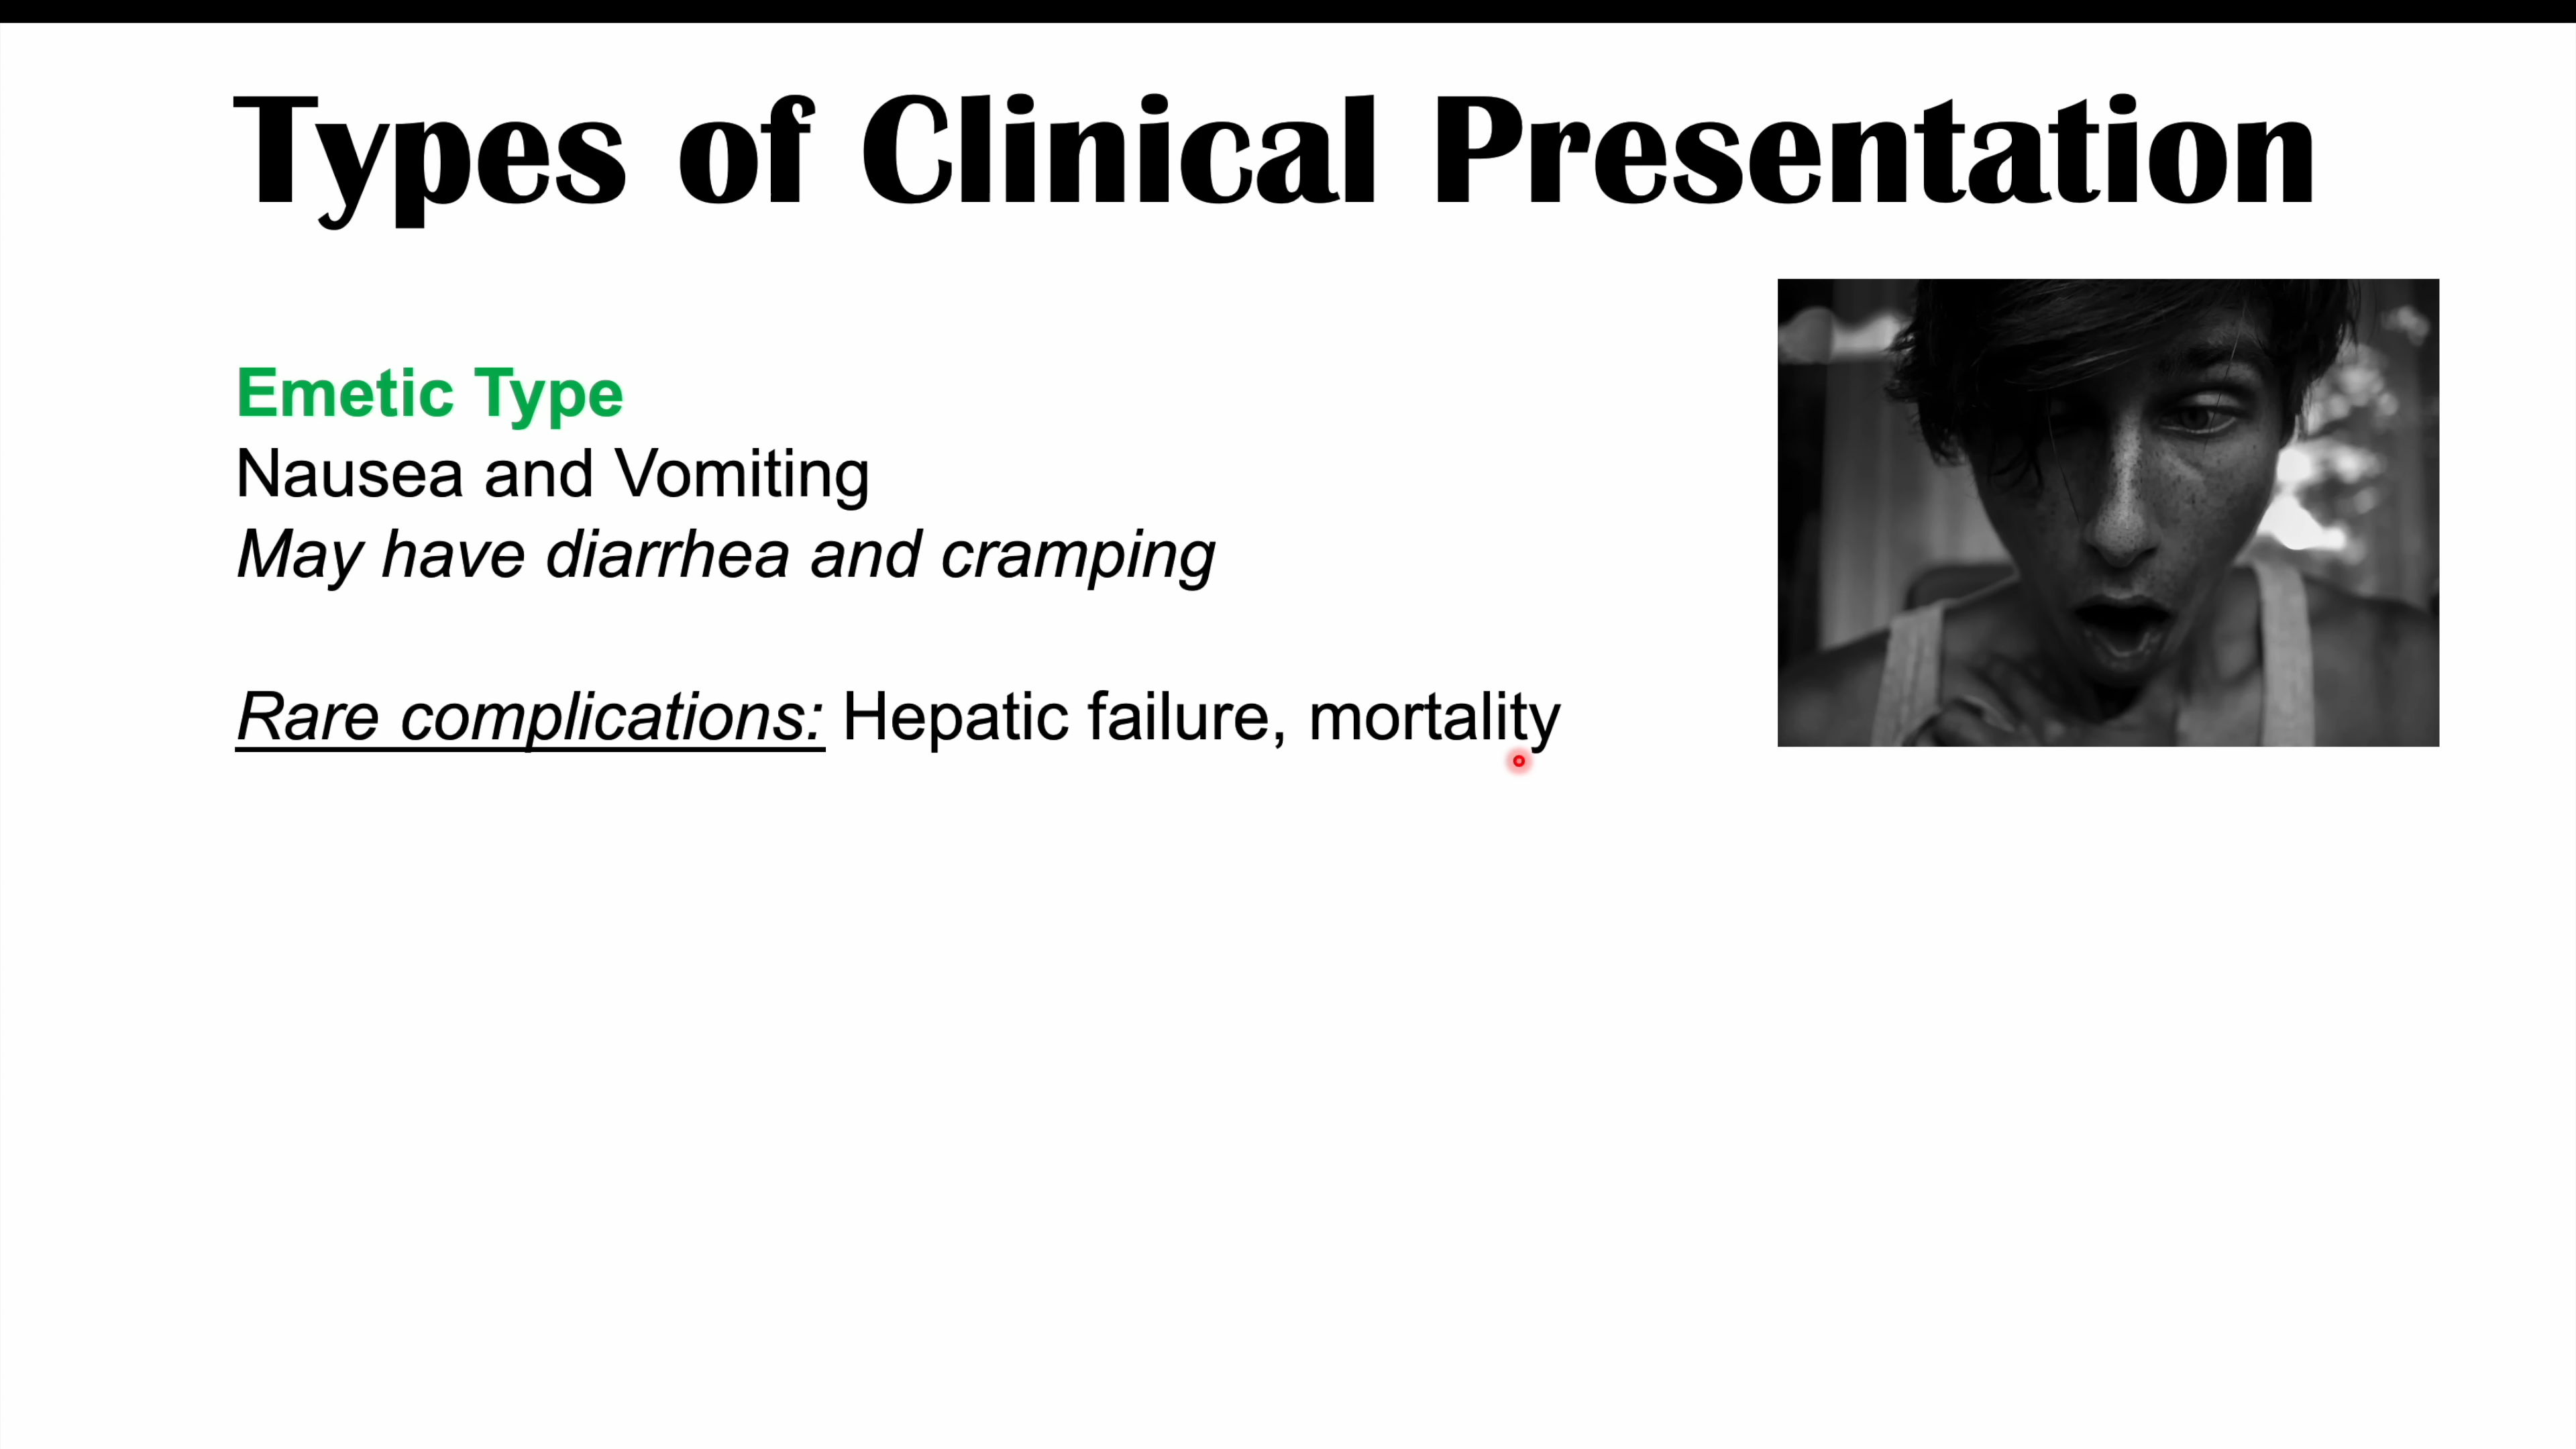 Types of Clinical Presentation
Emetic Type
Nausea and Vomiting
May have diarrhea and cramping
Rare complications: Hepatic failure, mortality